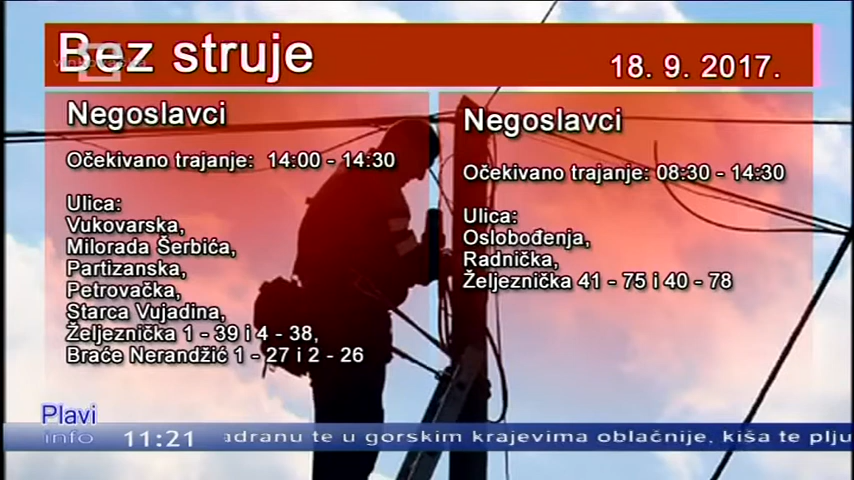 Bez struje
18. 9. 2017.
Negoslavci
Očekivano trajanje: 14:00 - 14:30
Ulica:
Vukovarska,
Milorada Šerbića,
Partizanska,
Petrovačka,
Starca Vujadina,
Željeznička 1 - 39 i 4 - 38,
Braće Nerandžić 1 - 27 i 2 - 26
Negoslavci
Očekivano trajanje: 08:30 - 14:30
Ulica:
Oslobođenja,
Radnička,
Željeznička 41 - 75 i 40 - 78
Plavi
info 11:21 adranu te u gorskim krajevima oblačnije, kiša te plju